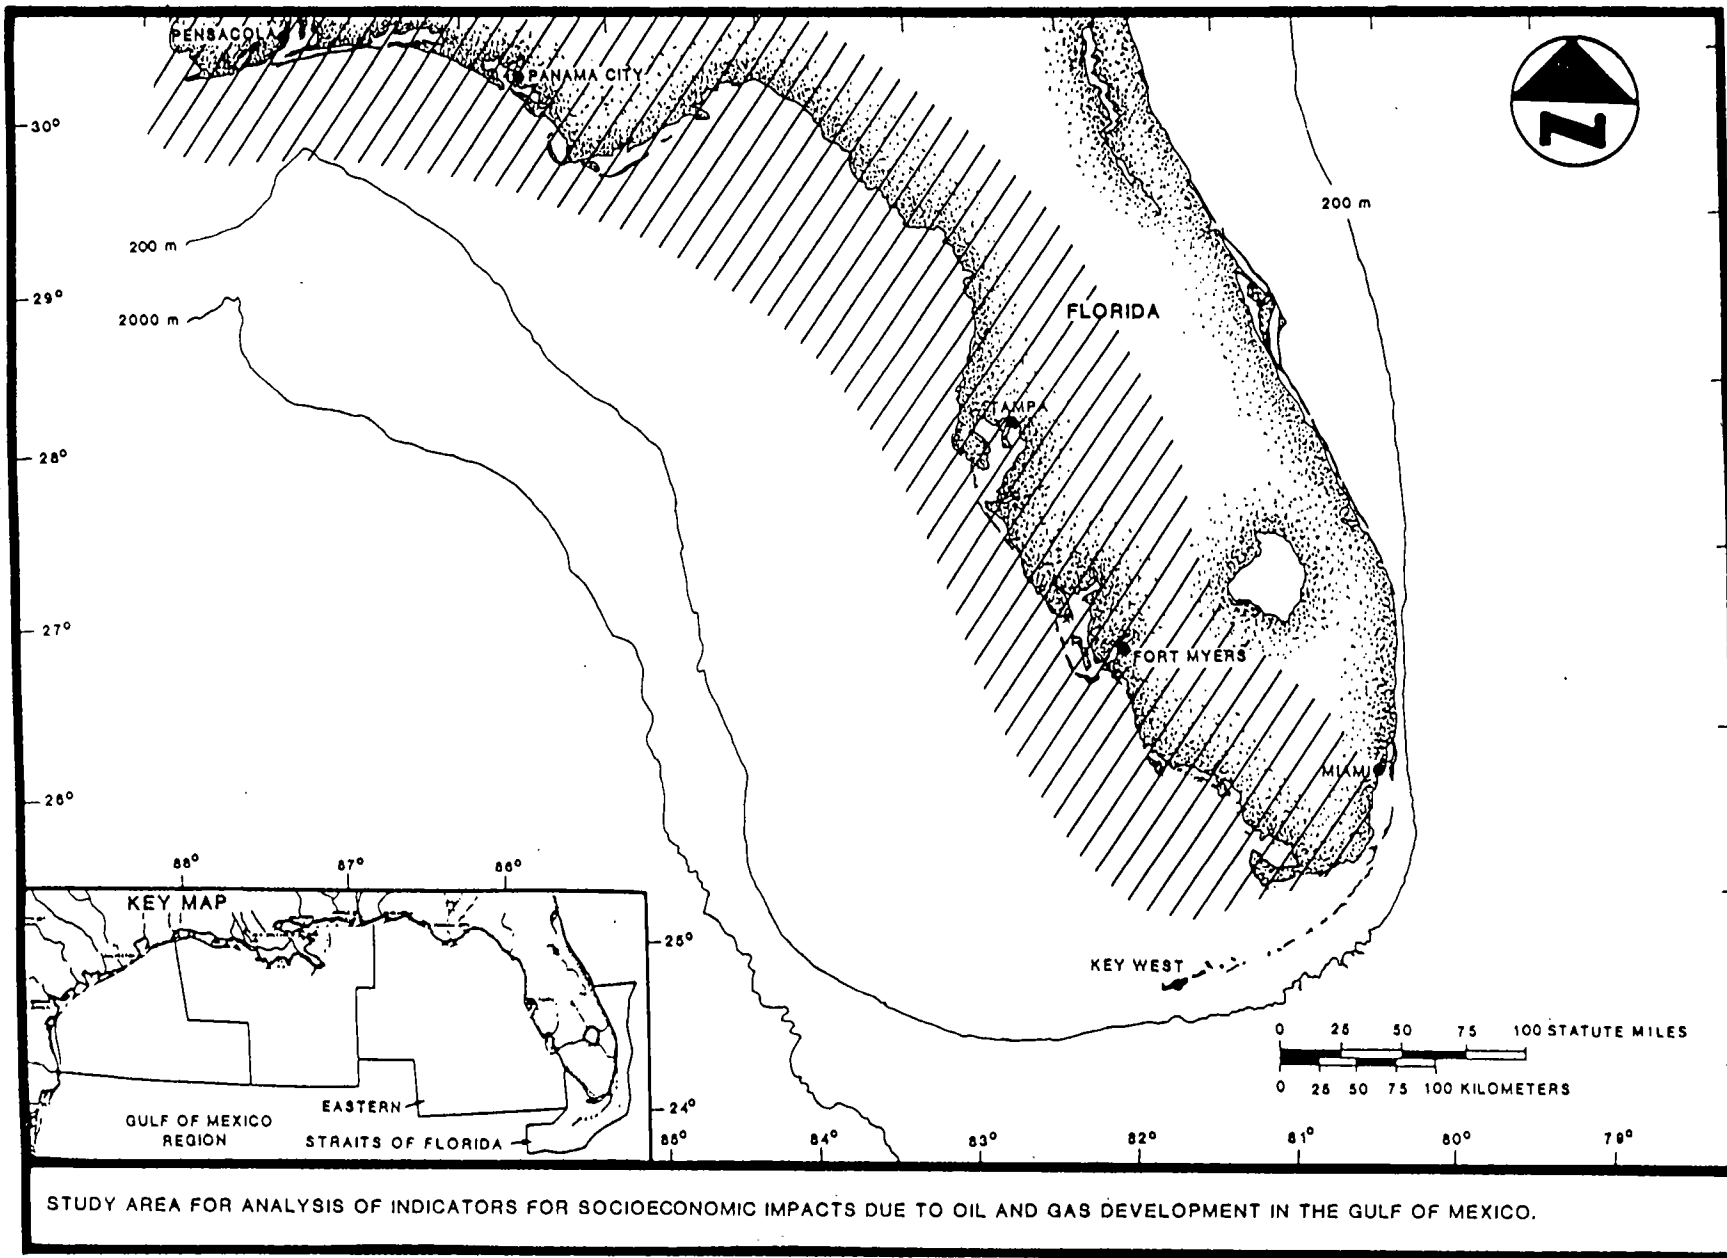 PENSACOLA
PANAMA CITY
30°
200 m
200 m
29°
2000 m
FLORIDA
TAMPA
28°
27°
FORT MYERS
MIAMI
26°
88°
87°
86°
KEY MAP
25°
KEY WEST
0 25 50 75 100 STATUTE MILES
0 25 50 75 100 KILOMETERS
EASTERN
24°
GULF OF MEXICO
REGION
STRAITS OF FLORIDA
85° 84° 83° 82° 81° 80° 79°
N
STUDY AREA FOR ANALYSIS OF INDICATORS FOR SOCIOECONOMIC IMPACTS DUE TO OIL AND GAS DEVELOPMENT IN THE GULF OF MEXICO.